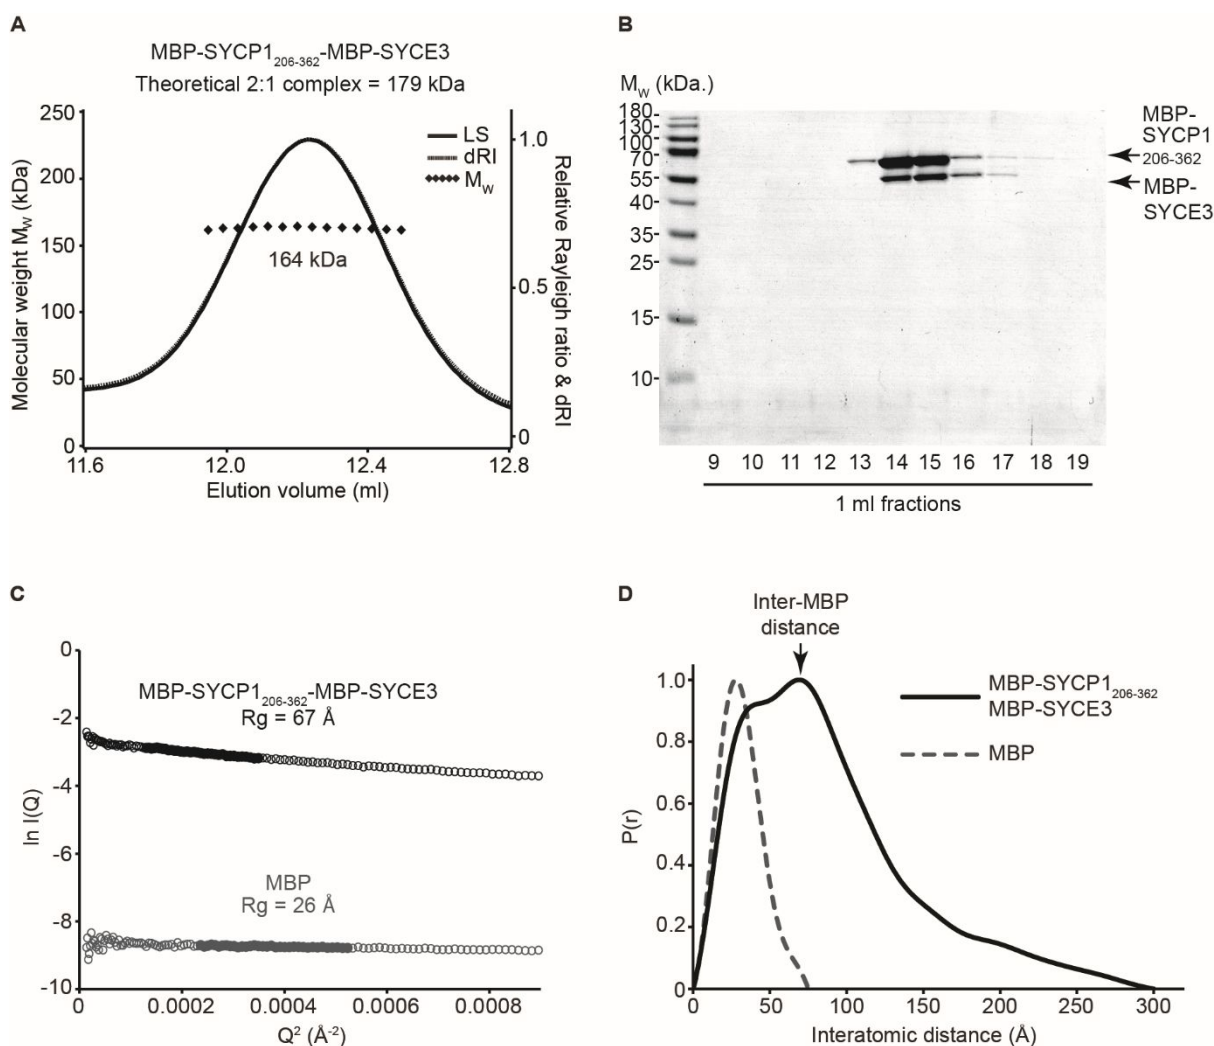 A
MBP-SYCP1206-362-MBP-SYCE3
Theoretical 2:1 complex = 179 kDa
250
200
150
100
50
0
Molecular weight MW (kDa)
LS
dRI
MW
164 kDa
1.0
0.5
0
Relative Rayleigh ratio & dRI
11.6
12.0
12.4
12.8
Elution volume (ml)
B
MW (kDa.)
180
130
100
70
55
40
35
25
15
10
MBP-
SYCP1
206-362
MBP-
SYCE3
9 10 11 12 13 14 15 16 17 18 19
1 ml fractions
C
0
-2
-4
-6
-8
-10
ln I(Q)
MBP-SYCP1206-362-MBP-SYCE3
Rg = 67 Å
MBP
Rg = 26 Å
0 0.0002 0.0004 0.0006 0.0008
Q2 (Å-2)
D
Inter-MBP
distance
1.0
0.8
0.6
0.4
0.2
0
P(r)
MBP-SYCP1206-362
MBP-SYCE3
MBP
0 50 100 150 200 250 300
Interatomic distance (Å)